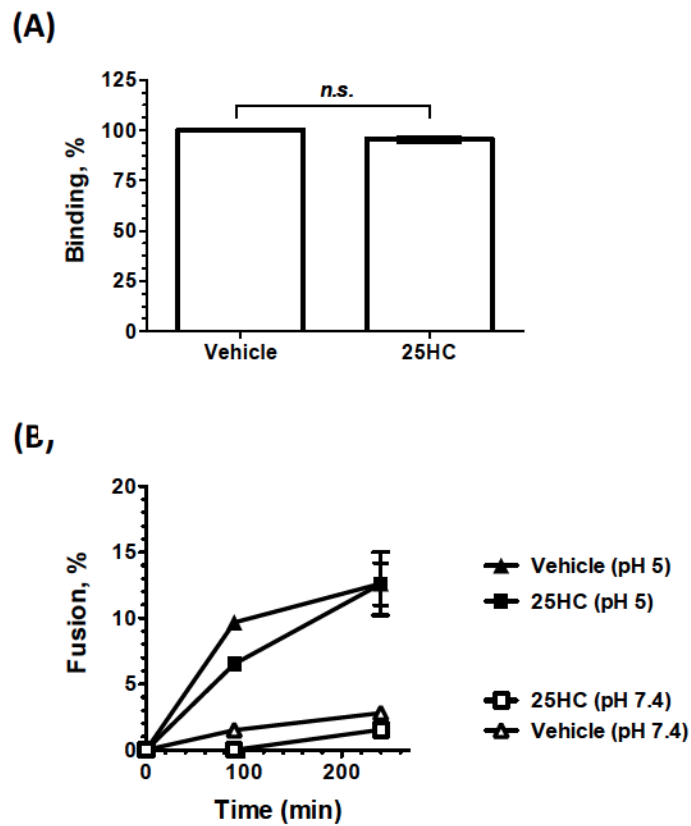 (A)
125
n.s.
100
75
50
25
0
Binding, %
Vehicle 25HC
(B)
20
15
10
5
0
Fusion, %
0 100 200
Time (min)
Vehicle (pH 5)
25HC (pH 5)
25HC (pH 7.4)
Vehicle (pH 7.4)